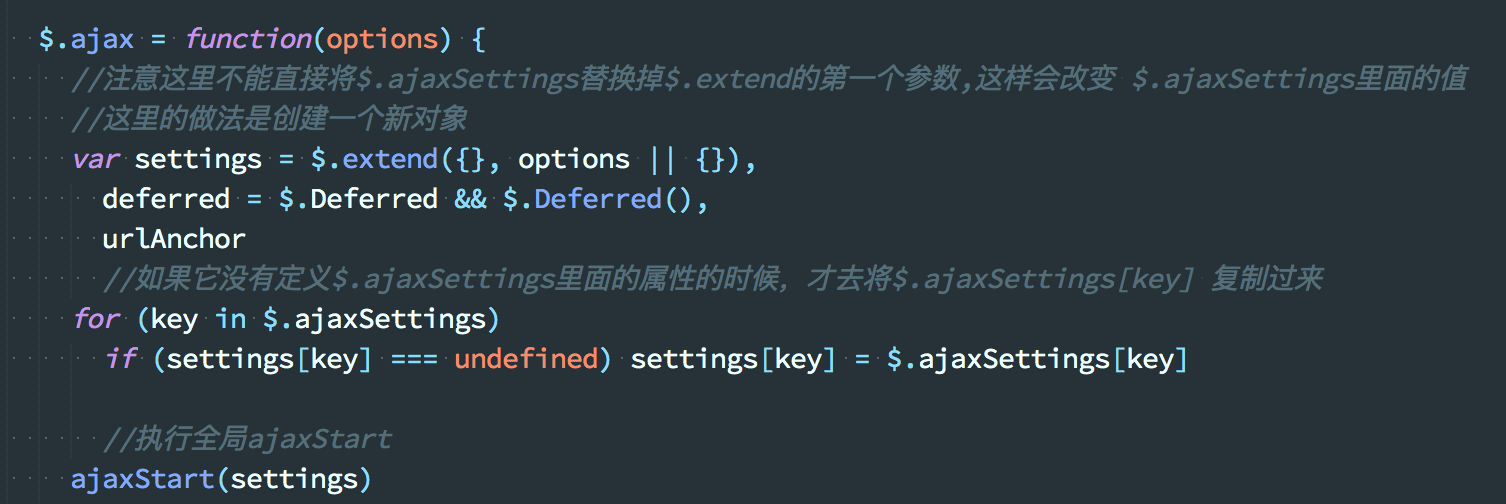 $.ajax = function(options) {
//注意这里不能直接将$.ajaxSettings替换掉$.extend的第一个参数,这样会改变 $.ajaxSettings里面的值
//这里的做法是创建一个新对象
var settings = $.extend({}, options || {}),
deferred = $.Deferred && $.Deferred(),
urlAnchor
//如果它没有定义$.ajaxSettings里面的属性的时候，才去将$.ajaxSettings[key] 复制过来
for (key in $.ajaxSettings)
if (settings[key] === undefined) settings[key] = $.ajaxSettings[key]
//执行全局ajaxStart
ajaxStart(settings)